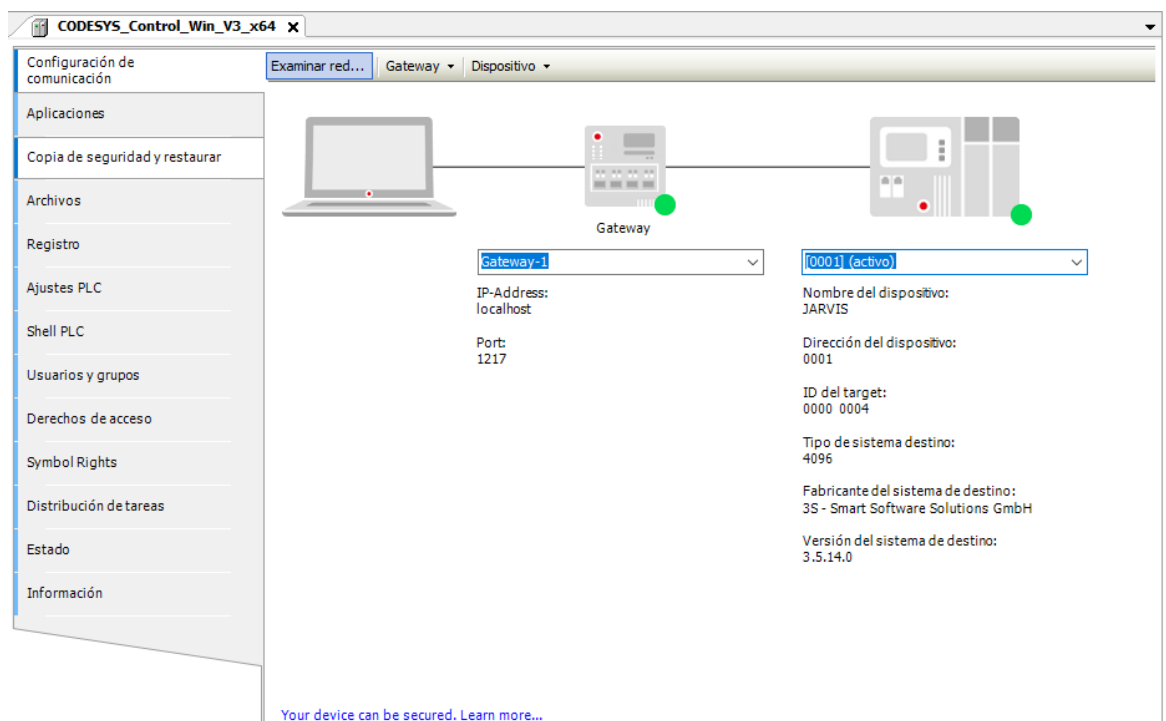 CODESYS_Control_Win_V3_x64 X
Configuración de
comunicación
Aplicaciones
Copia de seguridad y restaurar
Archivos
Registro
Ajustes PLC
Shell PLC
Usuarios y grupos
Derechos de acceso
Symbol Rights
Distribución de tareas
Estado
Información
Examinar red... Gateway Dispositivo
Gateway
Gateway-1
IP-Address:
localhost
Port:
1217
[0001] (activo)
Nombre del dispositivo:
JARVIS
Dirección del dispositivo:
0001
ID del target:
0000 0004
Tipo de sistema destino:
4096
Fabricante del sistema de destino:
3S - Smart Software Solutions GmbH
Versión del sistema de destino:
3.5.14.0
Your device can be secured. Learn more...